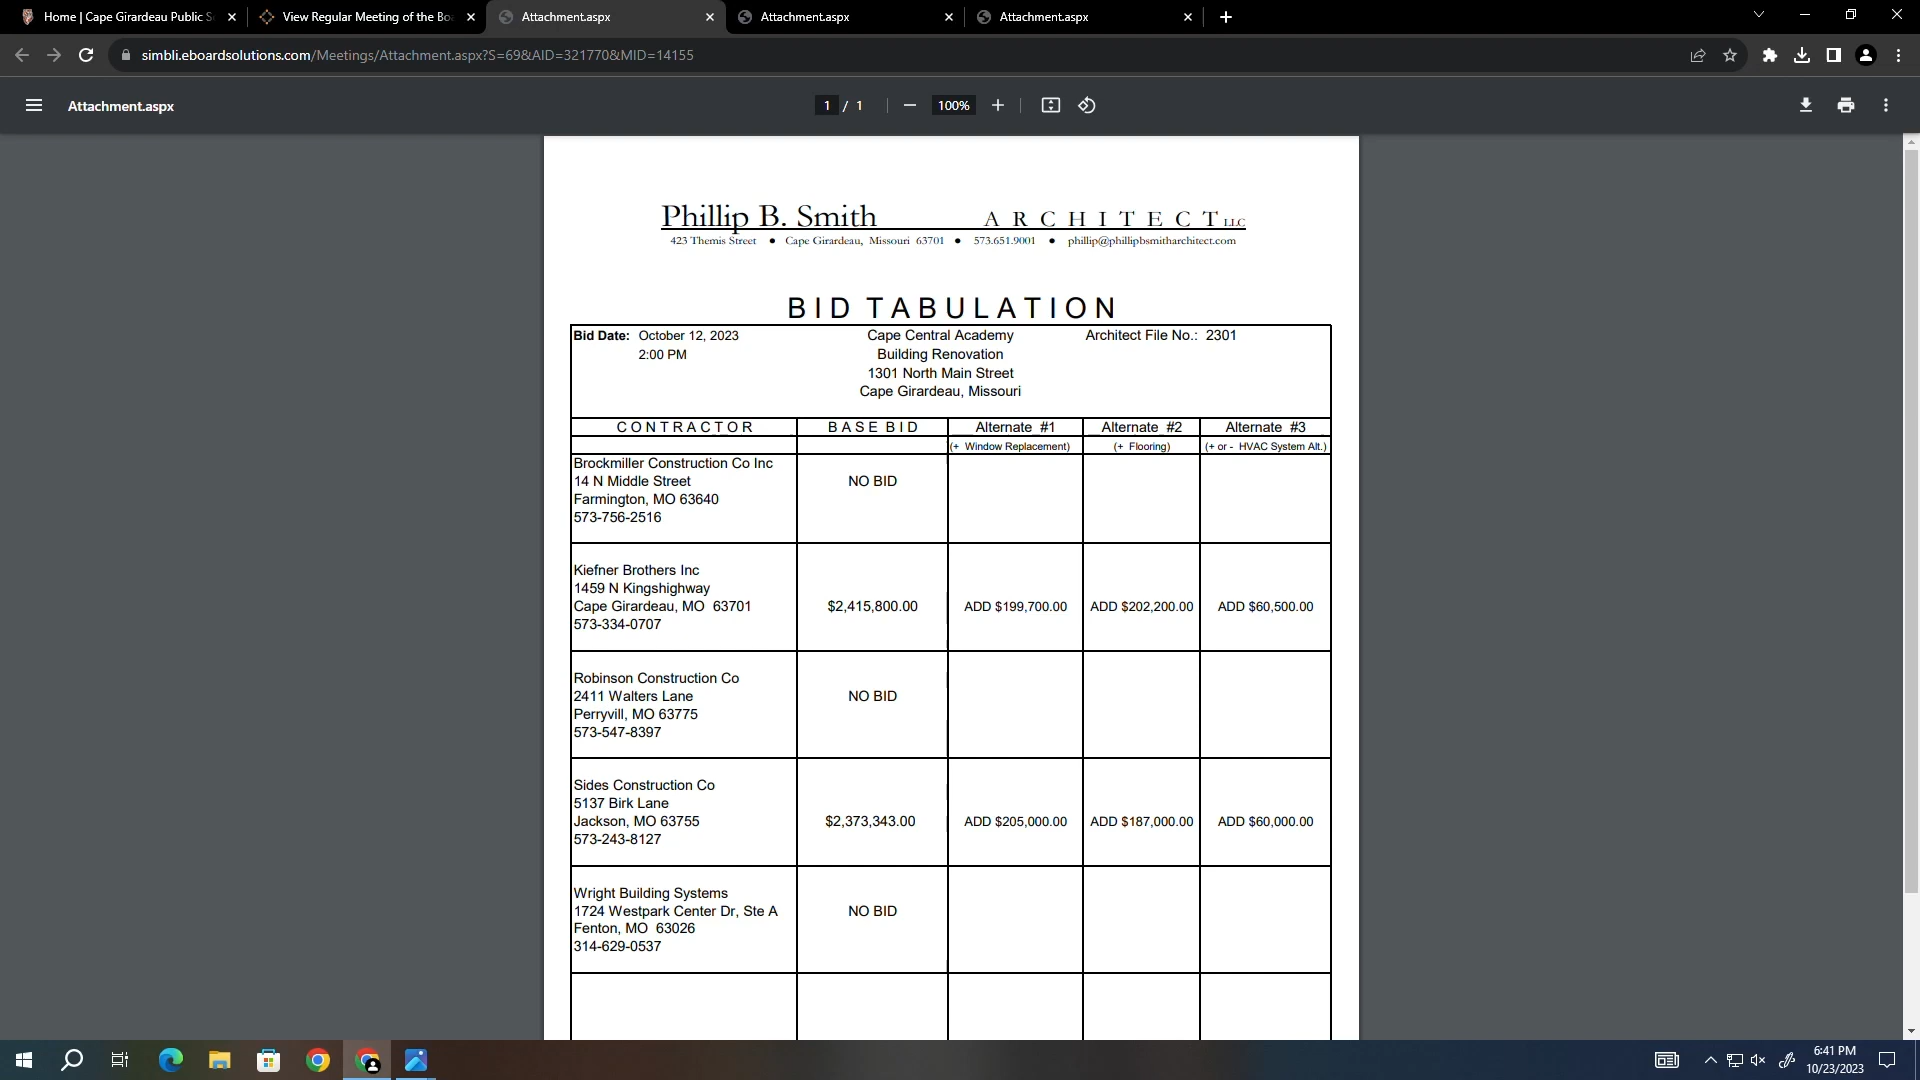 Home | Cape Girardeau Public S
View Regular Meeting of the Boa
Attachment.aspx
Attachment.aspx
Attachment.aspx
simbli.eboardsolutions.com/Meetings/Attachment.aspx?S=69&AID=321770&MID=14155
Attachment.aspx
1 / 1
100%
Phillip B. Smith ARCHITECT LLC
423 Themis Street • Cape Girardeau, Missouri 63701 • 573.651.9001 • phillip@phillipbsmitharchitect.com
BID TABULATION
Bid Date: October 12, 2023 Cape Central Academy Architect File No.: 2301
2:00 PM Building Renovation
1301 North Main Street
Cape Girardeau, Missouri
CONTRACTOR BASE BID Alternate #1 Alternate #2 Alternate #3
(+ Window Replacement) (+ Flooring) (+ or - HVAC System Alt.)
Brockmiller Construction Co Inc
14 N Middle Street NO BID
Farmington, MO 63640
573-756-2516
Kiefner Brothers Inc
1459 N Kingshighway
Cape Girardeau, MO 63701 $2,415,800.00 ADD $199,700.00 ADD $202,200.00 ADD $60,500.00
573-334-0707
Robinson Construction Co
2411 Walters Lane NO BID
Perryvill, MO 63775
573-547-8397
Sides Construction Co
5137 Birk Lane
Jackson, MO 63755 $2,373,343.00 ADD $205,000.00 ADD $187,000.00 ADD $60,000.00
573-243-8127
Wright Building Systems
1724 Westpark Center Dr, Ste A NO BID
Fenton, MO 63026
314-629-0537
6:41 PM
10/23/2023